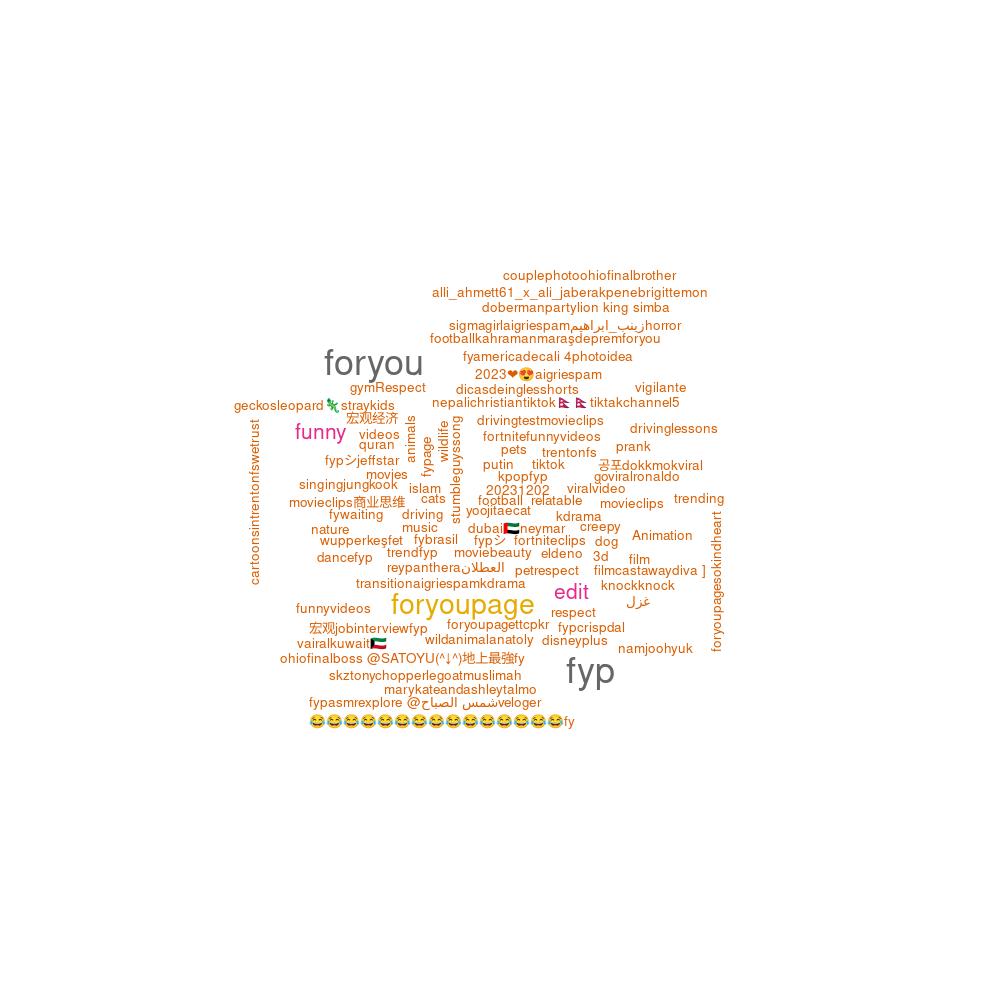 couplephotoohiofinalbrother
alli_ahmett61_x_ali_jaberakpenebrigittemon
dobermanpartylion king simba
sigmagirlaigriespamزينب_ابراهيمhorror
footballkahramanmaraşdepremforyou
foryou
fyamericadecali 4photoidea
2023❤😍aigriespam
gymRespect
dicasdeinglesshorts
vigilante
geckosleopard🦎straykids
nepalichristiantiktok🇳🇵🇳🇵tiktakchannel5
宏观经济
drivingtestmovieclips
funny
videos
animals
wildlife
drivinglessons
fortnitefunnyvideos
quran
fypage
stumbleguyssong
pets
trentonfs
prank
fypシjeffstar
putin
tiktok
공포dokkmokviral
movies
kpopfyp
goviralronaldo
singingjungkook
islam
20231202
viralvideo
cartoonsintrentonfswetrust
movieclips商业思维
cats
football
relatable
movieclips
trending
fywaiting
driving
yoojitaecat
kdrama
nature
music
dubai🇦🇪neymar
creepy
Animation
wupperkeşfet
fybrasil
fypシ
fortniteclips
dog
dancefyp
trendfyp
moviebeauty
eldeno
3d
film
reypantheraالعطلان
petrespect
filmcastawaydiva ]
foryoupagesokindheart
transitionaigriespamkdrama
edit
knockknock
funnyvideos
foryoupage
respect
غزل
宏观jobinterviewfyp
foryoupagettcpkr
fypcrispdal
vairalkuwait🇰🇼
wildanimalanatoly
disneyplus
namjoohyuk
ohiofinalboss @SATOYU(^↓^)地上最強fy
fyp
skztonychopperlegoatmuslimah
marykateandashleytalmo
fypasmrexplore @شمس الصباحveloger
😂😂😂😂😂😂😂😂😂😂😂😂😂😂😂fy